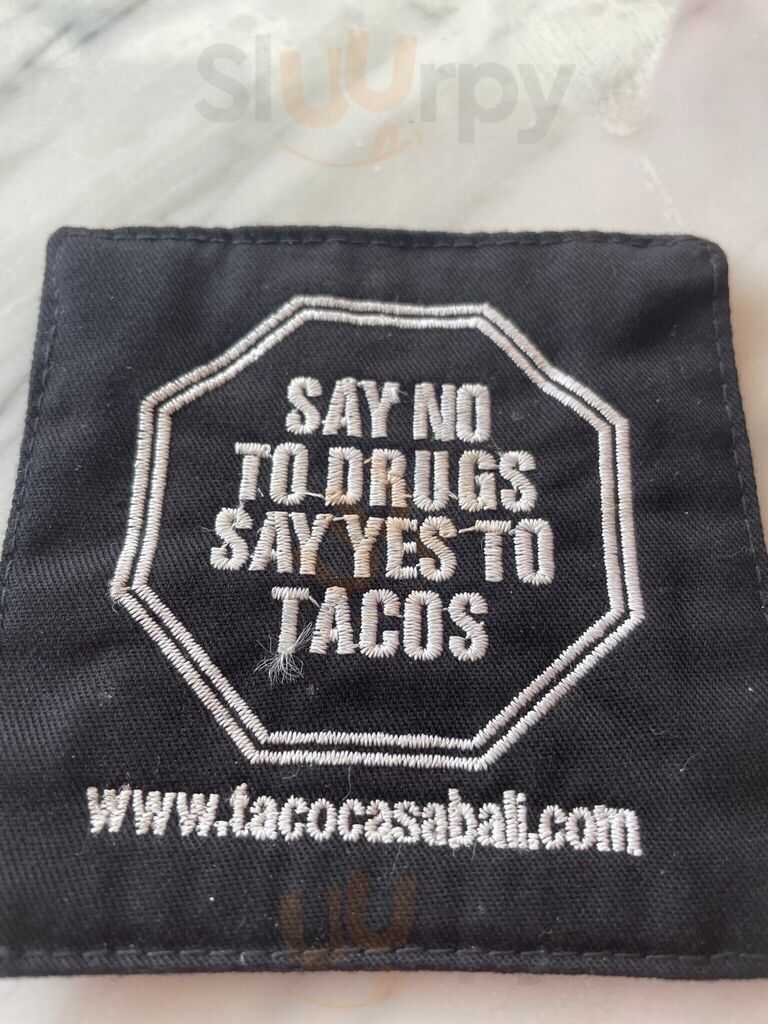 Sluurpy
SAY NO
TO DRUGS
SAY YES TO
TACOS
www.tacocasabali.com